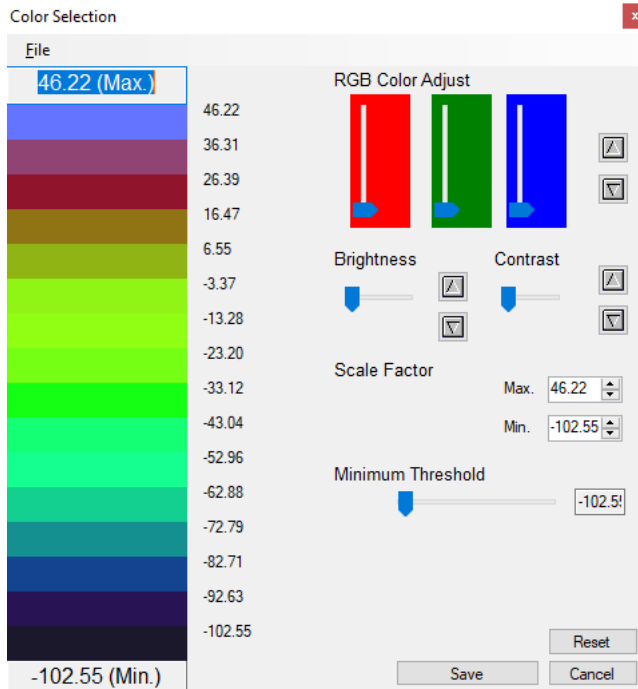 Color Selection
x
File
46.22 (Max.)
RGB Color Adjust
46.22
36.31
26.39
16.47
6.55
-3.37
-13.28
-23.20
-33.12
-43.04
-52.96
-62.88
-72.79
-82.71
-92.63
-102.55
-102.55 (Min.)
Brightness
Contrast
Scale Factor
Max. 46.22
Min. -102.55
Minimum Threshold
-102.5
Reset
Save
Cancel